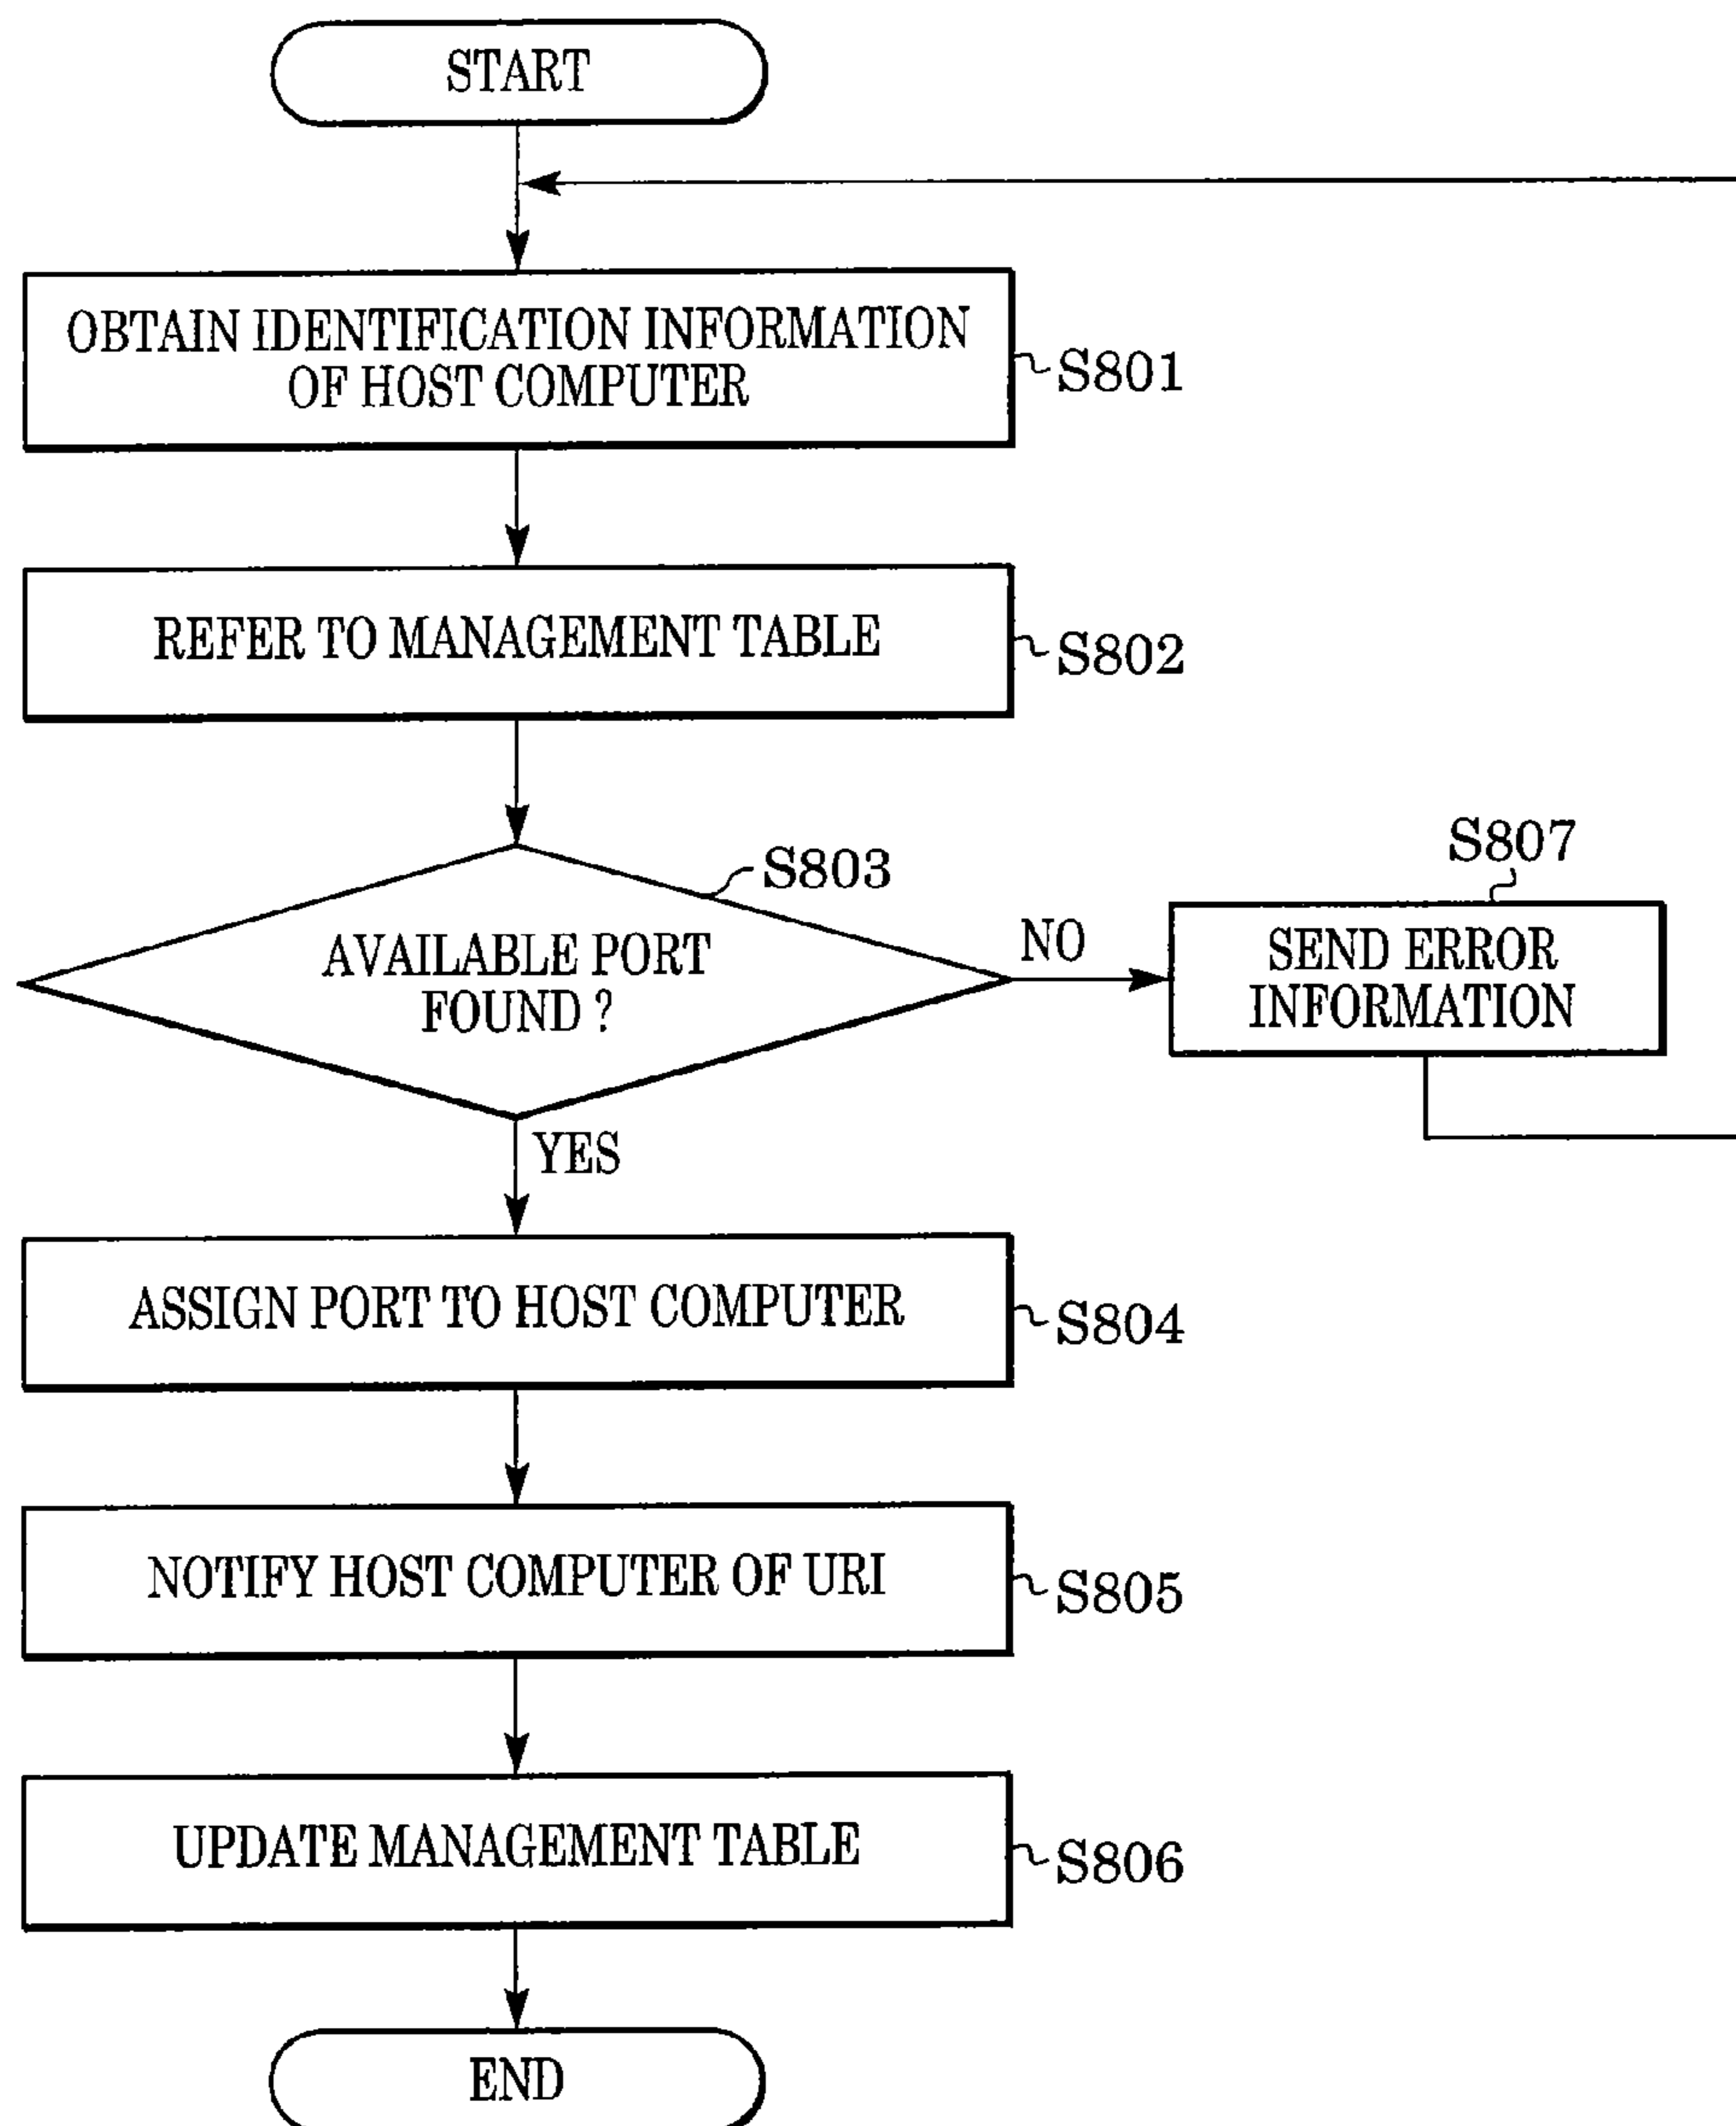 START
OBTAIN IDENTIFICATION INFORMATION
OF HOST COMPUTER
S801
REFER TO MANAGEMENT TABLE
S802
S803
AVAILABLE PORT
FOUND ?
NO
S807
SEND ERROR
INFORMATION
YES
ASSIGN PORT TO HOST COMPUTER
S804
NOTIFY HOST COMPUTER OF URI
S805
UPDATE MANAGEMENT TABLE
S806
END